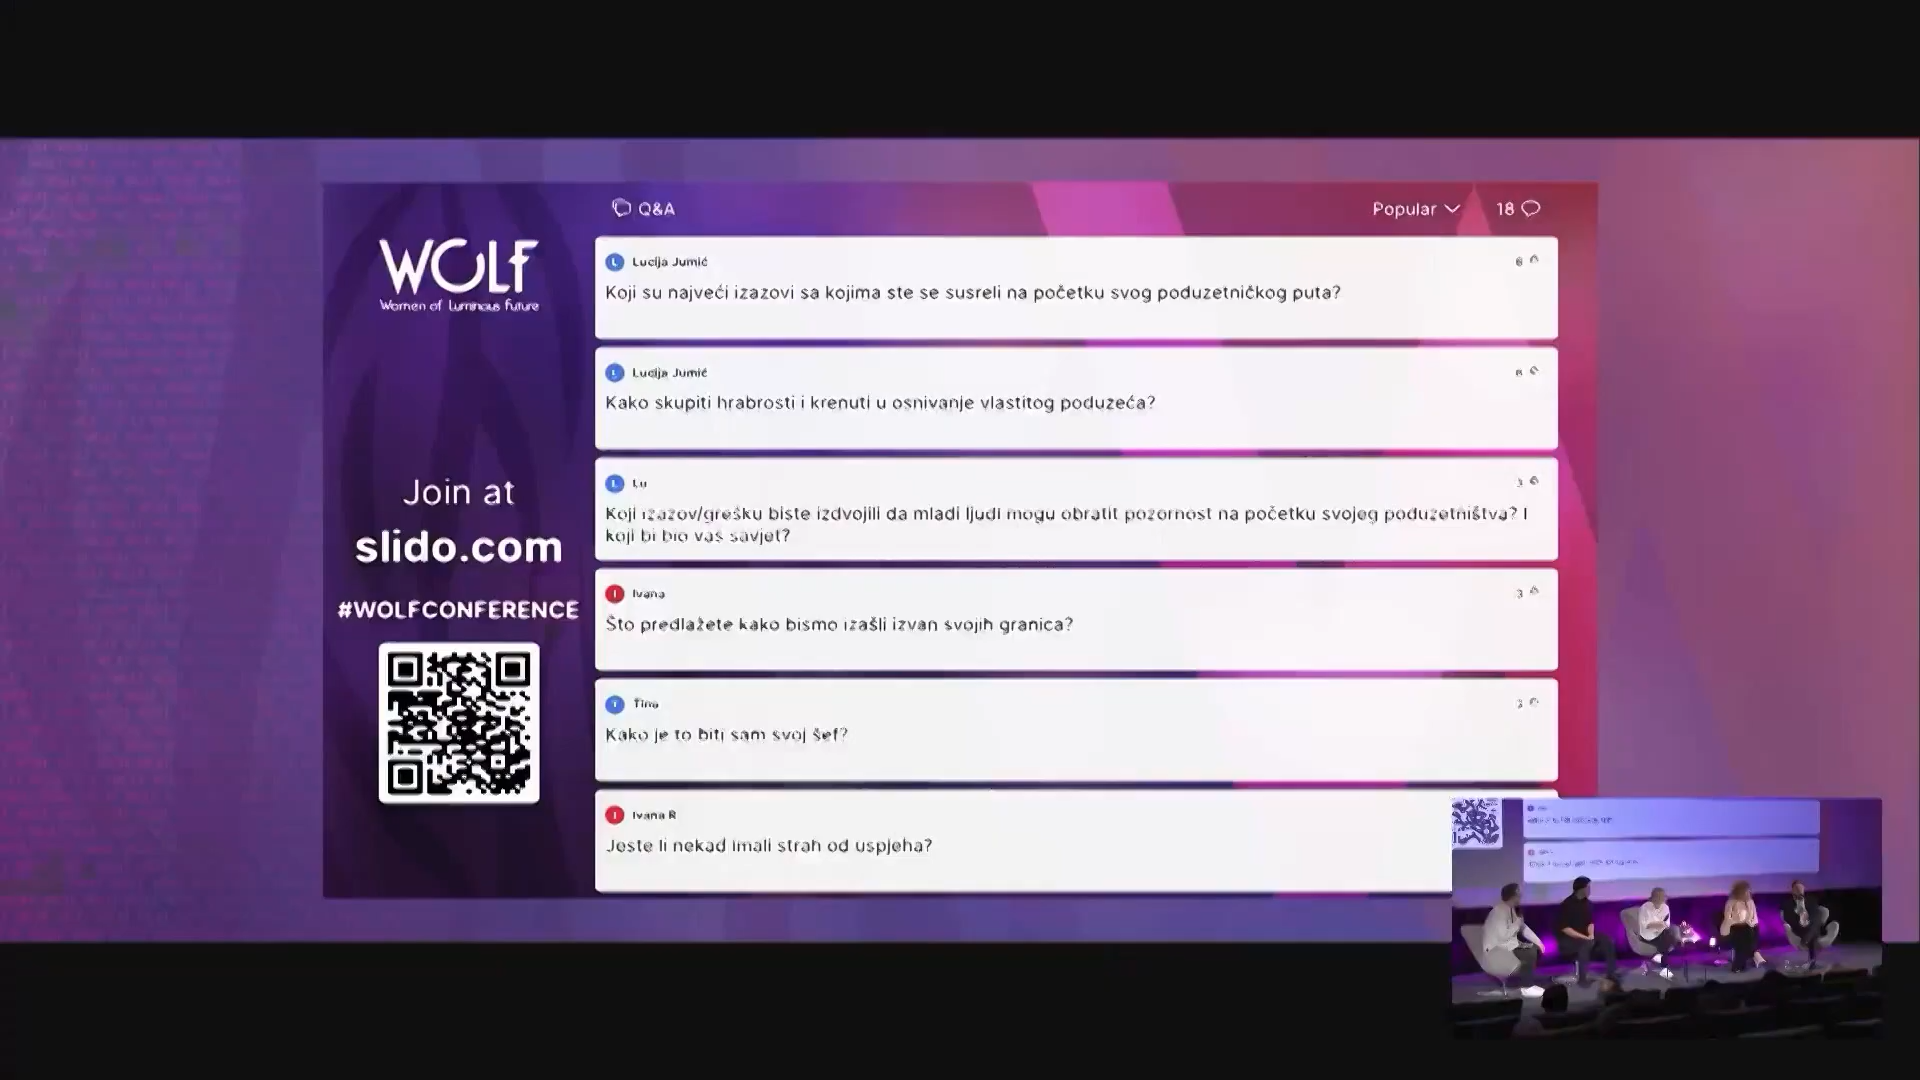 WOLF
Women of Luminous Future
Join at
slido.com
#WOLFCONFERENCE
Q&A
Popular
18
Lucija Jumić
6
Koji su najveći izazovi sa kojima ste se susreli na početku svog poduzetničkog puta?
Lucija Jumić
Kako skupiti hrabrosti i krenuti u osnivanje vlastitog poduzeća?
Lu
3
Koji izazov/grešku biste izdvojili da mladi ljudi mogu obratit pozornost na početku svojeg poduzetništva? I
koji bi bio vaš savjet?
Ivana
3
Što predlažete kako bismo izašli izvan svojih granica?
Tina
Kako je to biti sam svoj šef?
Ivana R
Jeste li nekad imali strah od uspjeha?